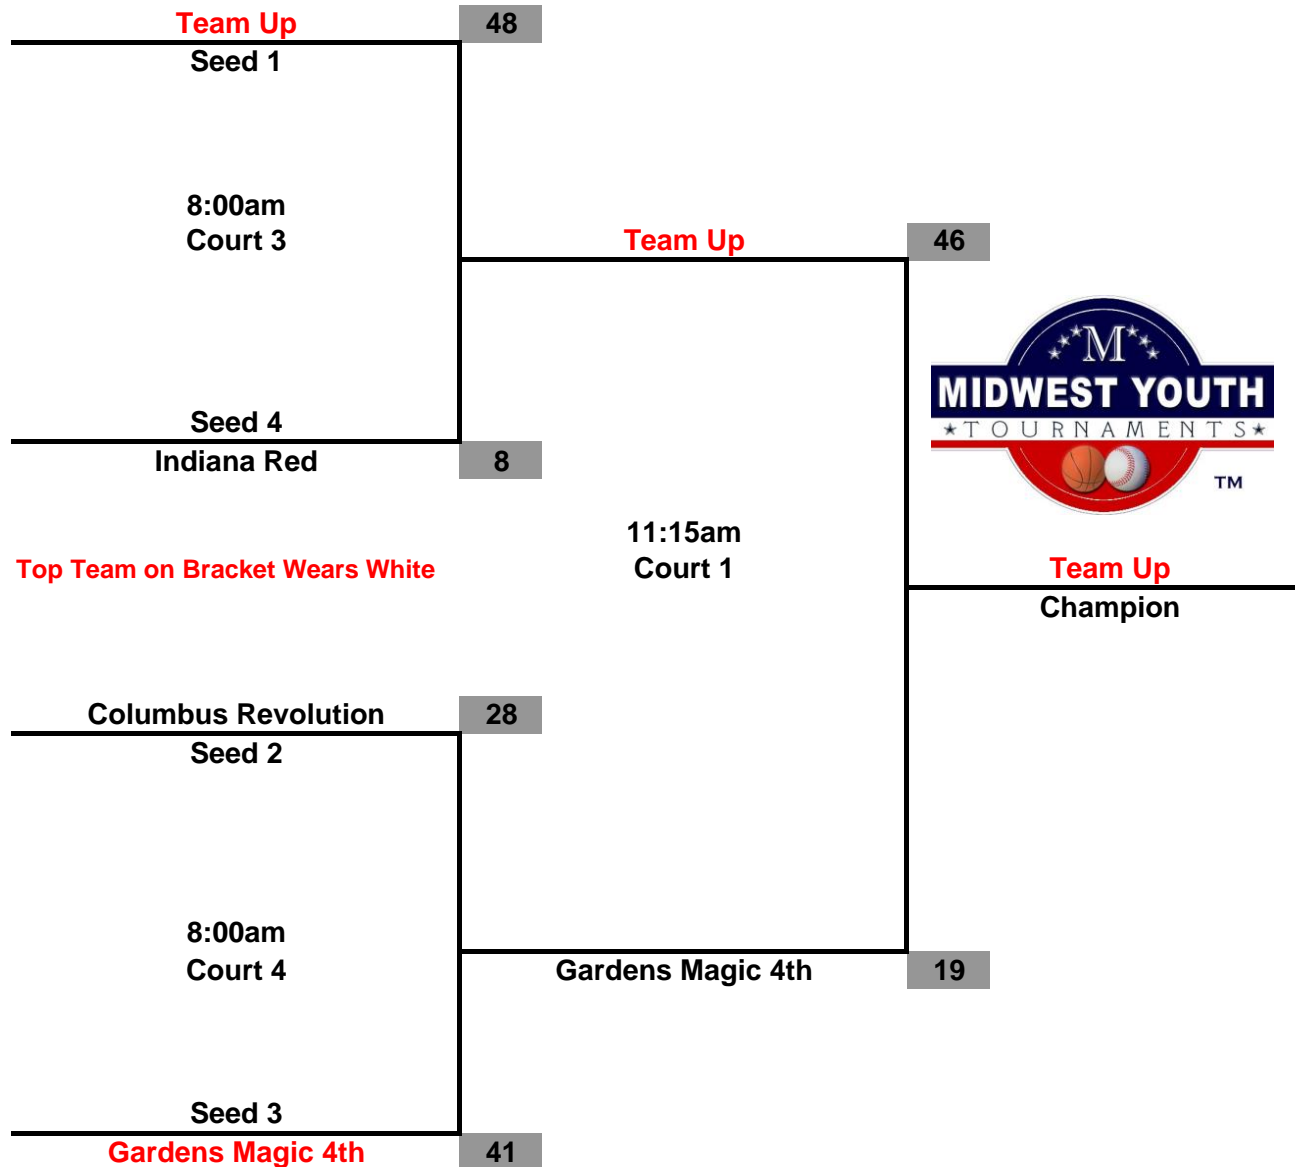 Team Up 48
Seed 1
8:00am
Court 3
Team Up 46
M
MIDWEST YOUTH
TOURNAMENTS
TM
Seed 4
Indiana Red 8
11:15am
Top Team on Bracket Wears White
Court 1
Team Up
Champion
Columbus Revolution 28
Seed 2
8:00am
Court 4
Gardens Magic 4th 19
Seed 3
Gardens Magic 4th 41